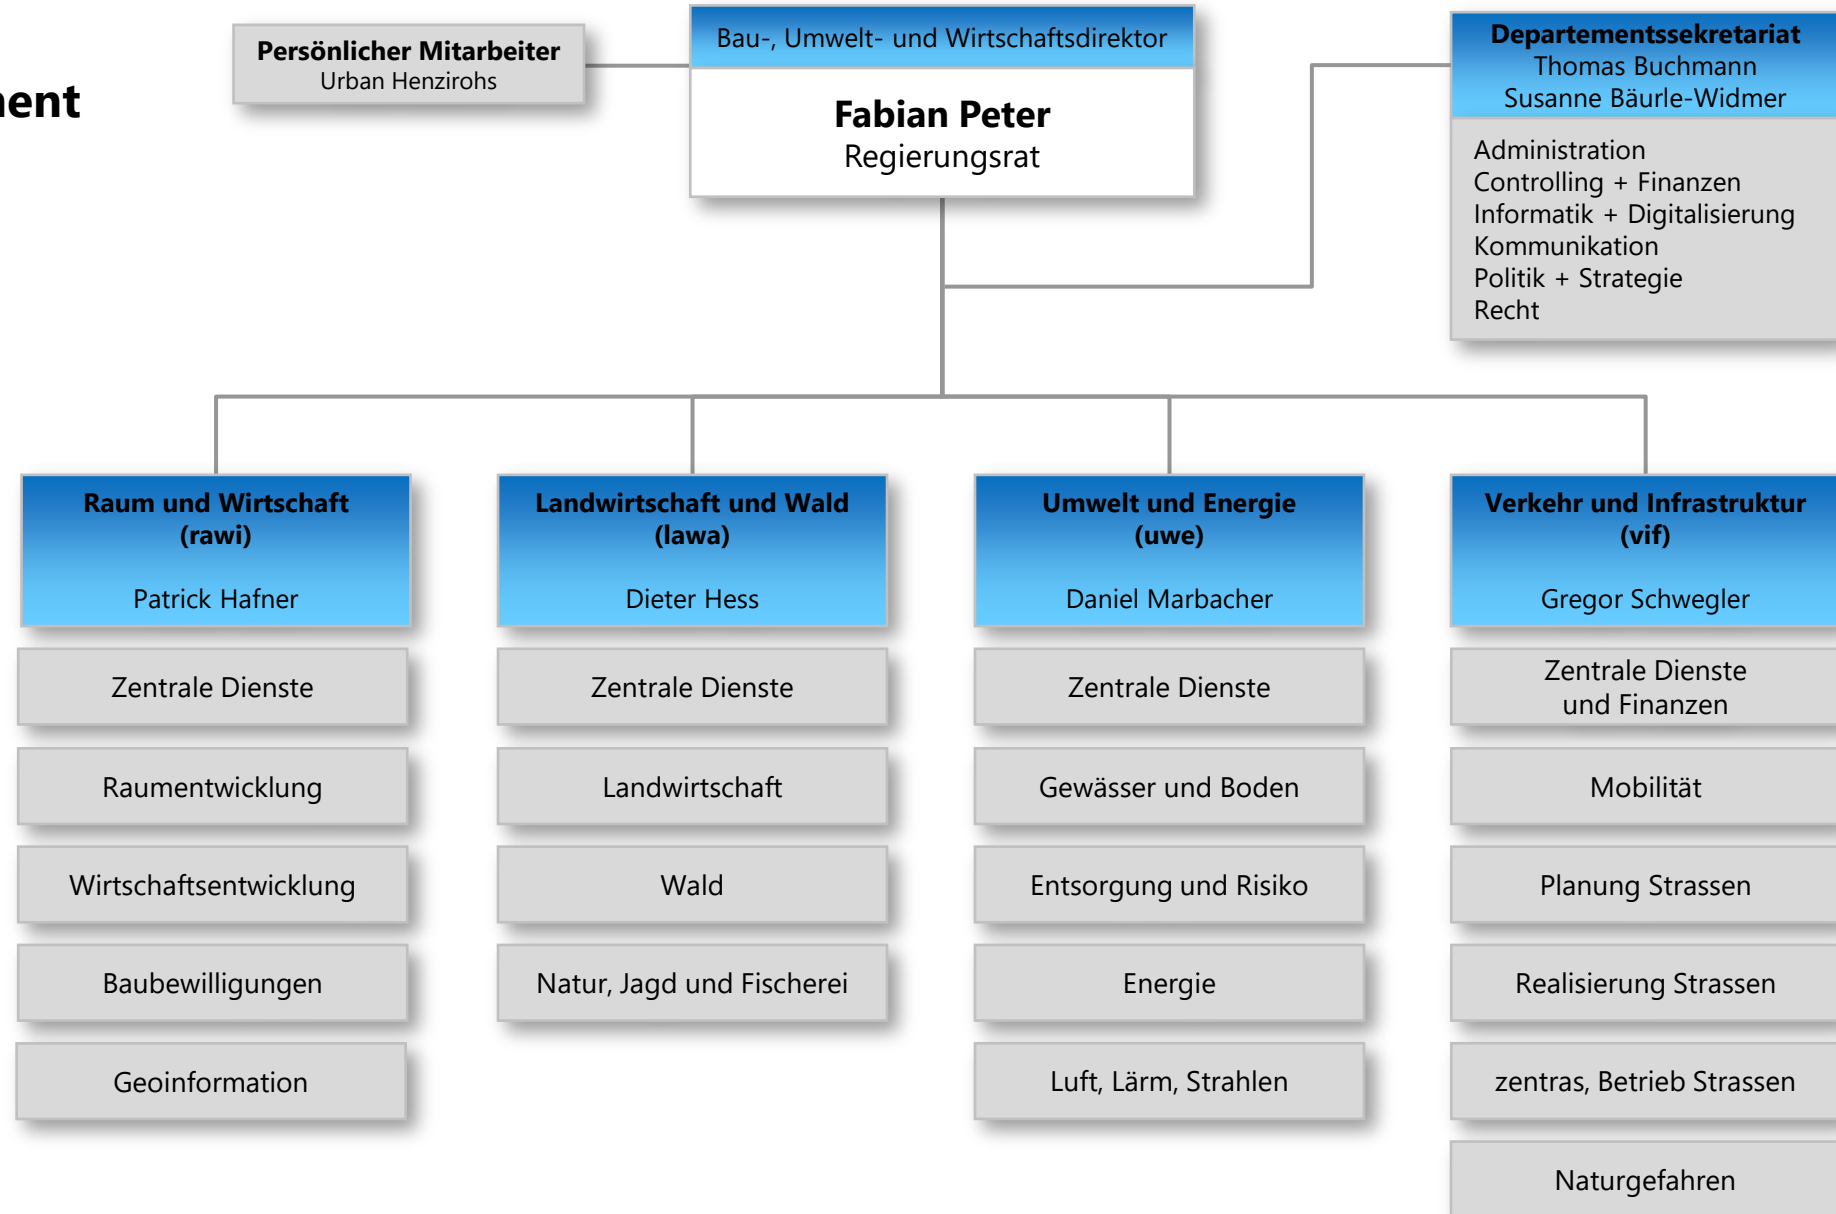 ment
Persönlicher Mitarbeiter
Urban Henzirohs
Bau-, Umwelt- und Wirtschaftsdirektor
Fabian Peter
Regierungsrat
Departementssekretariat
Thomas Buchmann
Susanne Bäurle-Widmer
Administration
Controlling + Finanzen
Informatik + Digitalisierung
Kommunikation
Politik + Strategie
Recht
Raum und Wirtschaft
(rawi)
Patrick Hafner
Zentrale Dienste
Raumentwicklung
Wirtschaftsentwicklung
Baubewilligungen
Geoinformation
Landwirtschaft und Wald
(lawa)
Dieter Hess
Zentrale Dienste
Landwirtschaft
Wald
Natur, Jagd und Fischerei
Umwelt und Energie
(uwe)
Daniel Marbacher
Zentrale Dienste
Gewässer und Boden
Entsorgung und Risiko
Energie
Luft, Lärm, Strahlen
Verkehr und Infrastruktur
(vif)
Gregor Schwegler
Zentrale Dienste
und Finanzen
Mobilität
Planung Strassen
Realisierung Strassen
zentras, Betrieb Strassen
Naturgefahren